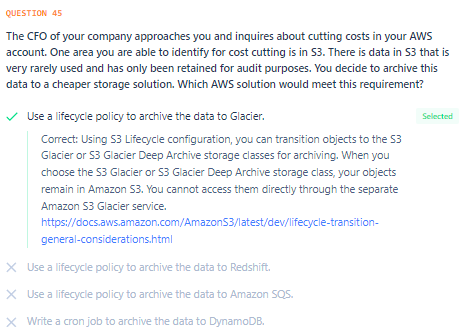 QUESTION 45
The CFO of your company approaches you and inquires about cutting costs in your AWS
account. One area you are able to identify for cost cutting is in S3. There is data in S3 that is
very rarely used and has only been retained for audit purposes. You decide to archive this
data to a cheaper storage solution. Which AWS solution would meet this requirement?
Use a lifecycle policy to archive the data to Glacier.
Selected
Correct: Using S3 Lifecycle configuration, you can transition objects to the S3
Glacier or S3 Glacier Deep Archive storage classes for archiving. When you
choose the S3 Glacier or S3 Glacier Deep Archive storage class, your objects
remain in Amazon S3. You cannot access them directly through the separate
Amazon S3 Glacier service.
https://docs.aws.amazon.com/AmazonS3/latest/dev/lifecycle-transition-
general-considerations.html
Use a lifecycle policy to archive the data to Redshift.
Use a lifecycle policy to archive the data to Amazon SQS.
Write a cron job to archive the data to DynamoDB.